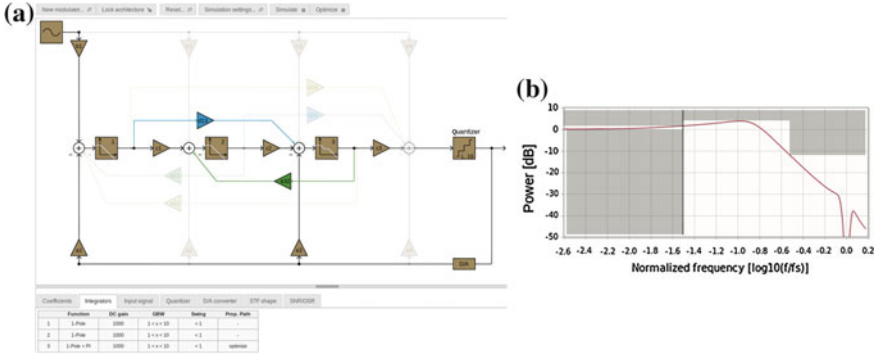 (a)
New modulator...
Lock architecture
Reset...
Simulation settings...
Simulate
Optimize
Quantizer
D/A
Coefficients
Integrators
Input signal
Quantizer
D/A converter
STF shape
SNR/OSR
Function DC gain GBW Swing Prop. Path
1 1-Pole 1000 1 < x < 10 < 1 -
2 1-Pole 1000 1 < x < 10 < 1 -
3 1-Pole + PI 1000 1 < x < 10 < 1 optimize
(b)
Power [dB]
10
0
-10
-20
-30
-40
-50
-2.6 -2.4 -2.2 -2.0 -1.8 -1.6 -1.4 -1.2 -1.0 -0.8 -0.6 -0.4 -0.2 0.0 0.2
Normalized frequency [log10(f/fs)]